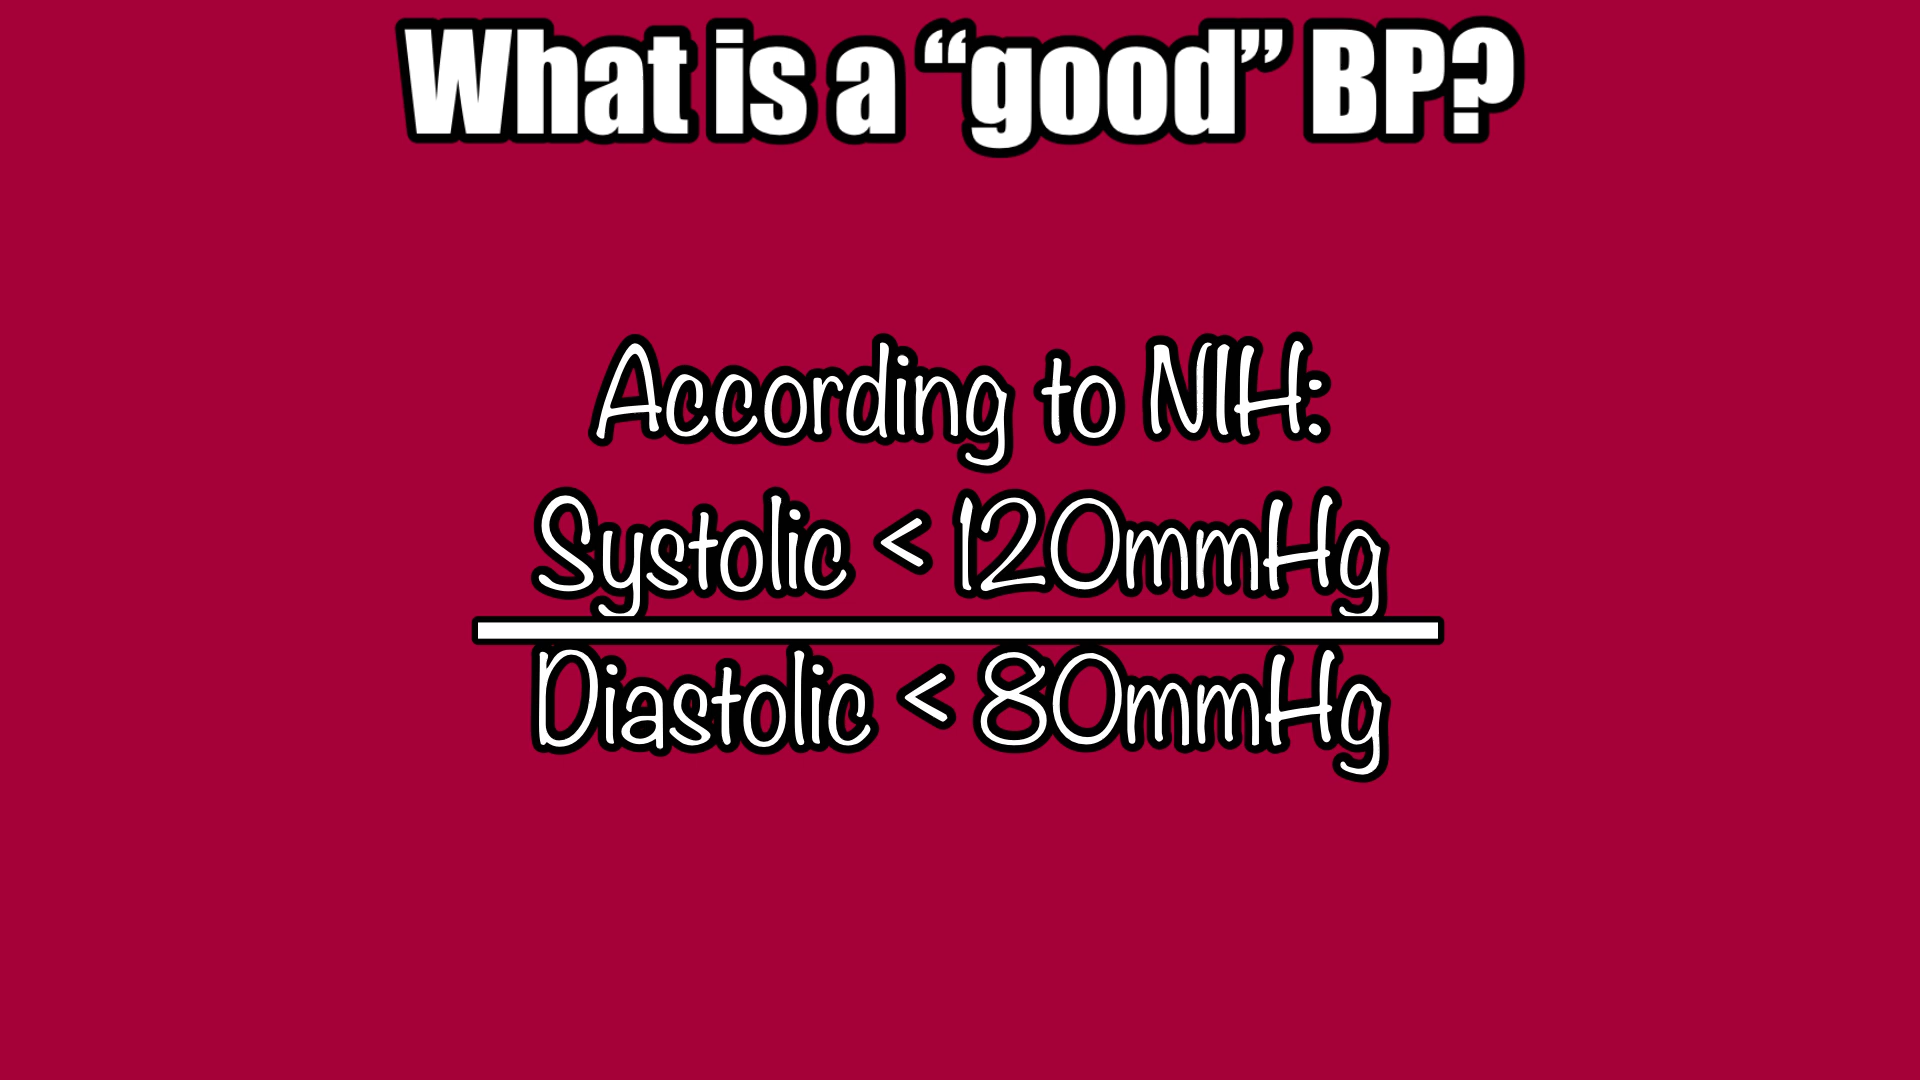 What is a “good” BP?
According to NIH:
Systolic < 120mmHg
Diastolic < 80mmHg